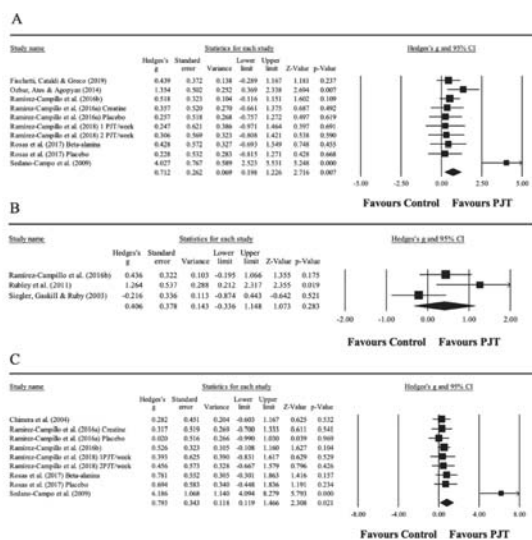 A
Study name Statistics for each study Hedges's g and 95% CI
Hedges's g Standard error Variance Lower limit Upper limit Z-Value p-Value
Fischetti, Cataldi & Greco (2019) 0.439 0.372 0.138 -0.289 1.167 1.181 0.237
Ozbar, Ates & Agopyan (2014) 1.354 0.502 0.252 0.369 2.338 2.694 0.007
Ramirez-Campillo et al. (2016b) 0.518 0.323 0.104 -0.116 1.151 1.602 0.109
Ramirez-Campillo et al. (2016a) Creatine 0.357 0.520 0.270 -0.661 1.375 0.687 0.492
Ramirez-Campillo et al. (2016a) Placebo 0.257 0.518 0.268 -0.757 1.272 0.497 0.619
Ramirez-Campillo et al. (2018) 1 PJT/week 0.247 0.621 0.386 -0.971 1.464 0.397 0.691
Ramirez-Campillo et al. (2018) 2 PJT/week 0.306 0.569 0.323 -0.808 1.421 0.538 0.590
Rosas et al. (2017) Beta-alanina 0.428 0.572 0.327 -0.693 1.549 0.748 0.455
Rosas et al. (2017) Placebo 0.228 0.532 0.283 -0.815 1.271 0.428 0.668
Sedano-Campo et al. (2009) 4.027 0.767 0.589 2.523 5.531 5.248 0.000
0.712 0.262 0.069 0.198 1.226 2.716 0.007
-5.00 -2.50 0.00 2.50 5.00
Favours Control Favours PJT
B
Study name Statistics for each study Hedges's g and 95% CI
Hedges's g Standard error Variance Lower limit Upper limit Z-Value p-Value
Ramirez-Campillo et al. (2016b) 0.436 0.322 0.103 -0.195 1.066 1.355 0.175
Rubley et al. (2011) 1.264 0.537 0.288 0.212 2.317 2.355 0.019
Siegler, Gaskill & Ruby (2003) -0.216 0.336 0.113 -0.874 0.443 -0.642 0.521
0.406 0.378 0.143 -0.336 1.148 1.073 0.283
-2.00 -1.00 0.00 1.00 2.00
Favours Control Favours PJT
C
Study name Statistics for each study Hedges's g and 95% CI
Hedges's g Standard error Variance Lower limit Upper limit Z-Value p-Value
Chimera et al. (2004) 0.282 0.451 0.204 -0.603 1.167 0.625 0.532
Ramirez-Campillo et al. (2016a) Creatine 0.317 0.519 0.269 -0.700 1.333 0.611 0.541
Ramirez-Campillo et al. (2016a) Placebo 0.020 0.516 0.266 -0.990 1.030 0.039 0.969
Ramirez-Campillo et al. (2016b) 0.526 0.323 0.105 -0.108 1.160 1.627 0.104
Ramirez-Campillo et al. (2018) 1PJT/week 0.393 0.625 0.390 -0.831 1.617 0.629 0.529
Ramirez-Campillo et al. (2018) 2PJT/week 0.456 0.573 0.328 -0.667 1.579 0.796 0.426
Rosas et al. (2017) Beta-alanina 0.781 0.552 0.305 -0.301 1.863 1.416 0.157
Rosas et al. (2017) Placebo 0.694 0.583 0.340 -0.448 1.836 1.191 0.234
Sedano-Campo et al. (2009) 6.186 1.068 1.140 4.094 8.279 5.793 0.000
0.793 0.343 0.118 0.119 1.466 2.308 0.021
Favours Control Favours PJT